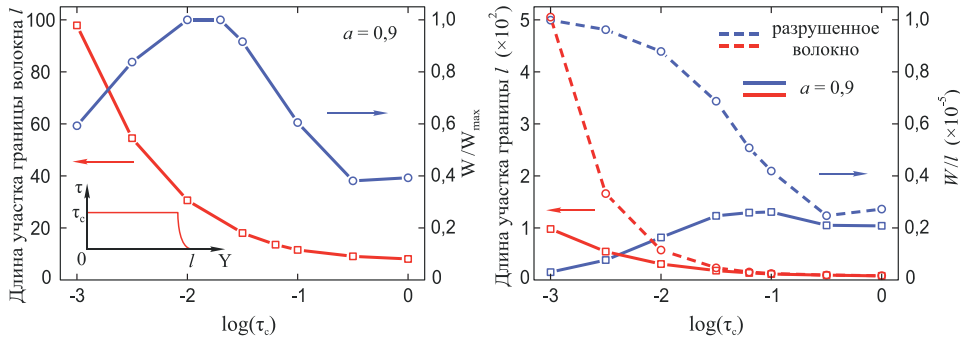 Длина участка границы волокна l
100
80
60
40
20
0
a = 0,9
τ
τc
0
l
Y
1,0
0,8
0,6
0,4
0,2
0
W/Wmax
-3
-2
-1
0
log(τc)
Длина участка границы l (×10²)
5
4
3
2
1
0
разрушенное
волокно
a = 0,9
1,0
0,8
0,6
0,4
0,2
0
W/l (×10⁻⁵)
-3
-2
-1
0
log(τc)